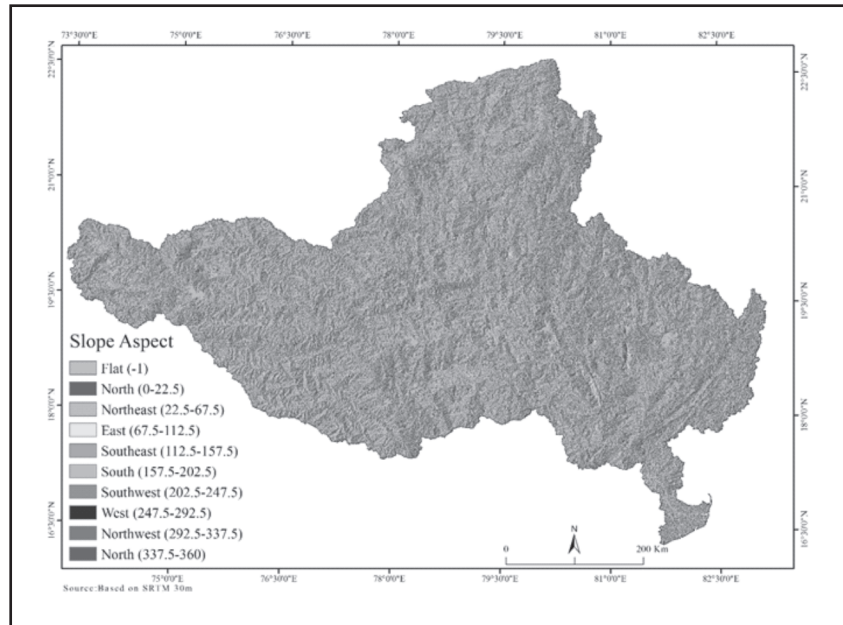 73°30'0"E 75°0'0"E 76°30'0"E 78°0'0"E 79°30'0"E 81°0'0"E 82°30'0"E
22°30'0"N 22°30'0"N
21°0'0"N 21°0'0"N
19°30'0"N 19°30'0"N
18°0'0"N 18°0'0"N
16°30'0"N 16°30'0"N
Slope Aspect
Flat (-1)
North (0-22.5)
Northeast (22.5-67.5)
East (67.5-112.5)
Southeast (112.5-157.5)
South (157.5-202.5)
Southwest (202.5-247.5)
West (247.5-292.5)
Northwest (292.5-337.5)
North (337.5-360)
N
0 200 Km
75°0'0"E 76°30'0"E 78°0'0"E 79°30'0"E 81°0'0"E 82°30'0"E
Source:Based on SRTM 30m